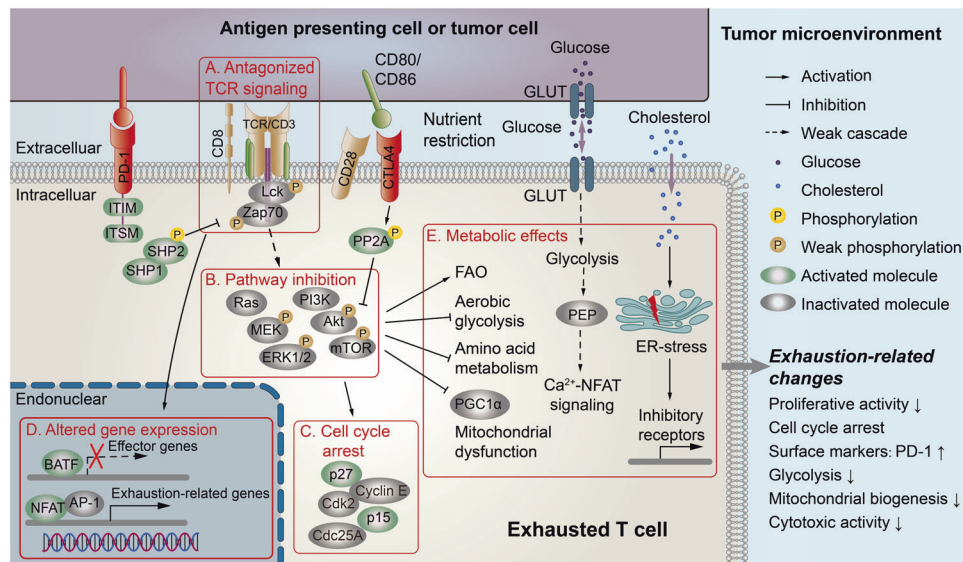 Antigen presenting cell or tumor cell
A. Antagonized
TCR signaling
CD8
TCR/CD3
Lck
P
Zap70
P
CD80/
CD86
CD28
CTLA4
Nutrient
restriction
Glucose
GLUT
Glucose
GLUT
Cholesterol
Extracelluar
Intracelluar
PD-1
ITIM
ITSM
P
SHP2
SHP1
PP2A
P
B. Pathway inhibition
Ras
PI3K
MEK
P
Akt
P
ERK1/2
P
mTOR
P
C. Cell cycle
arrest
p27
Cyclin E
Cdk2
p15
Cdc25A
Endonuclear
D. Altered gene expression
Effector genes
BATF
NFAT
AP-1
Exhaustion-related genes
E. Metabolic effects
FAO
Aerobic
glycolysis
Amino acid
metabolism
PGC1α
Mitochondrial
dysfunction
Glycolysis
PEP
Ca²⁺-NFAT
signaling
ER-stress
Inhibitory
receptors
Exhausted T cell
Tumor microenvironment
Activation
Inhibition
Weak cascade
Glucose
Cholesterol
P Phosphorylation
P Weak phosphorylation
Activated molecule
Inactivated molecule
Exhaustion-related
changes
Proliferative activity ↓
Cell cycle arrest
Surface markers: PD-1 ↑
Glycolysis ↓
Mitochondrial biogenesis ↓
Cytotoxic activity ↓